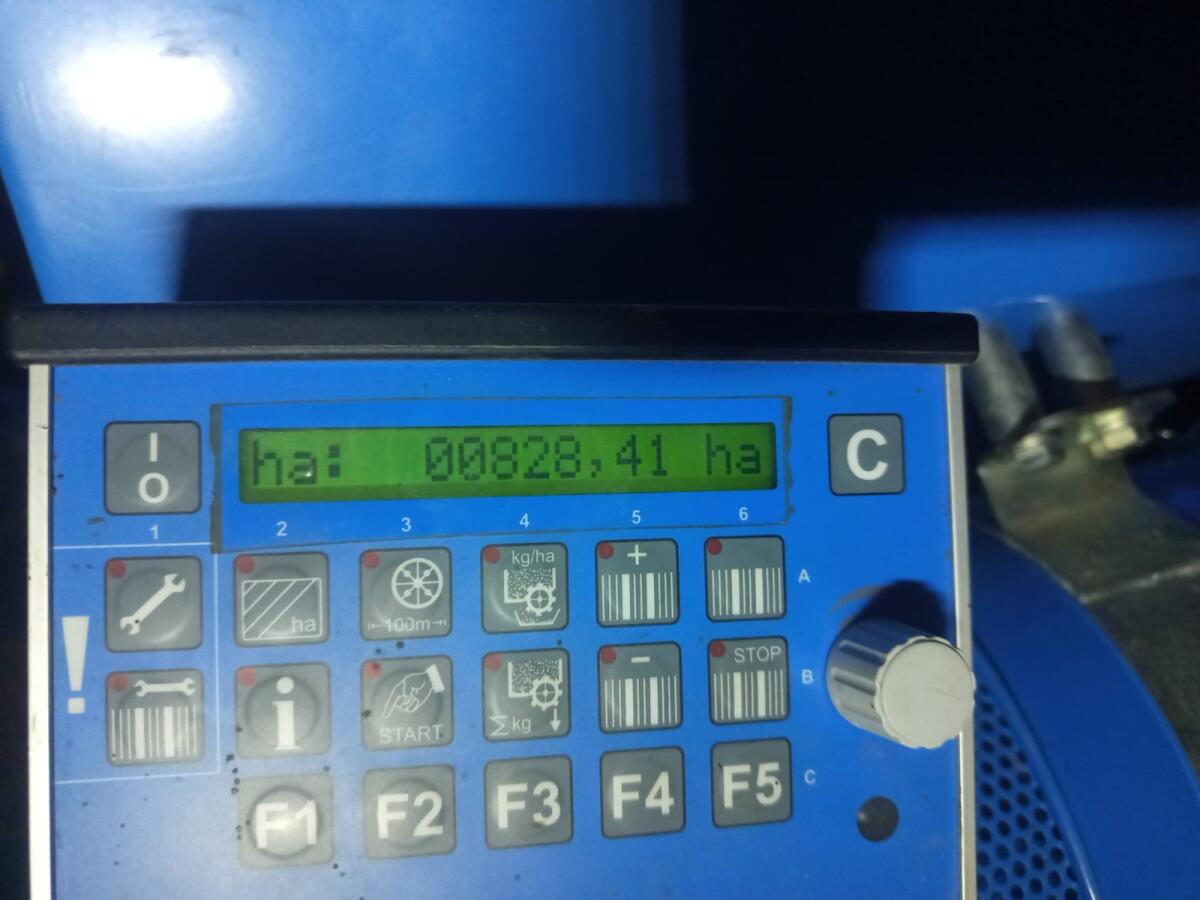 I
O
ha: 00828,41 ha
C
1 2 3 4 5 6
ha
100m
kg/ha
+
A
!
i
START
Σkg
-
STOP
B
F1 F2 F3 F4 F5
C